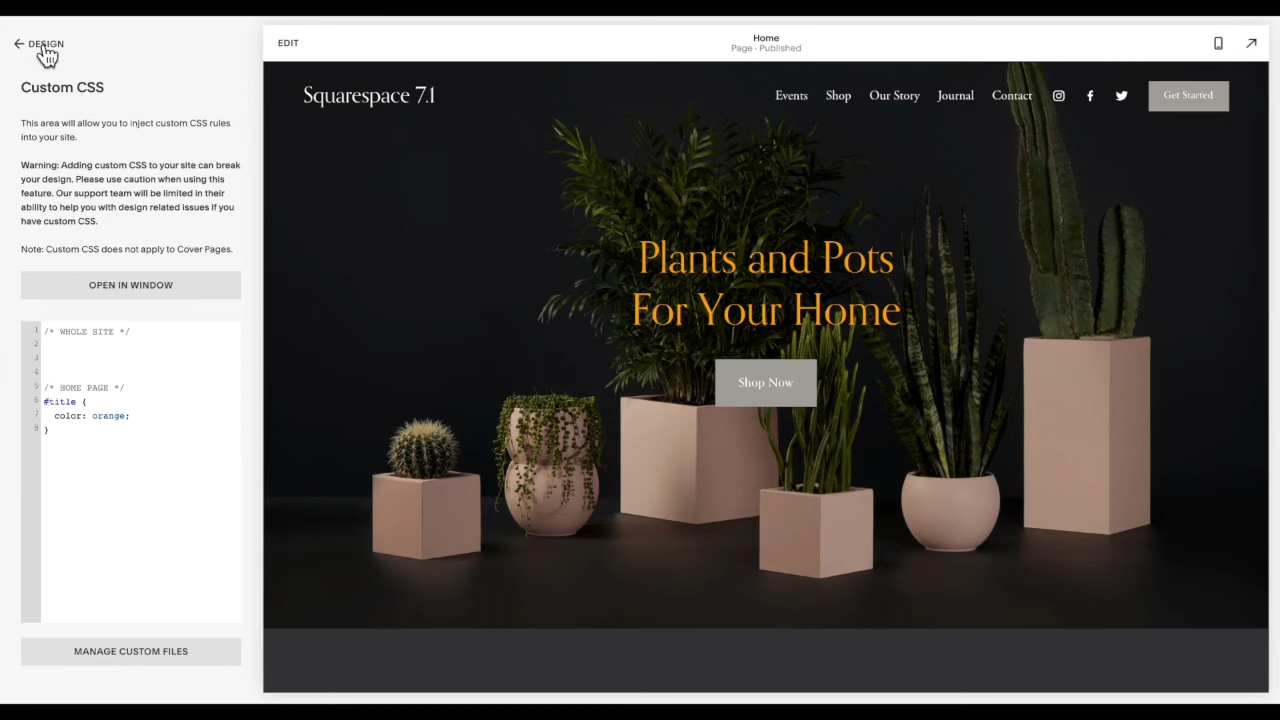 DESIGN
Custom CSS
This area will allow you to inject custom CSS rules
into your site.
Warning: Adding custom CSS to your site can break
your design. Please use caution when using this
feature. Our support team will be limited in their
ability to help you with design related issues if you
have custom CSS.
Note: Custom CSS does not apply to Cover Pages.
OPEN IN WINDOW
1 /* WHOLE SITE */
2
3
4
5 /* HOME PAGE */
6 #title {
7 color: orange;
8 }
MANAGE CUSTOM FILES
EDIT
Home
Page · Published
Squarespace 7.1
Events Shop Our Story Journal Contact Get Started
Plants and Pots
For Your Home
Shop Now